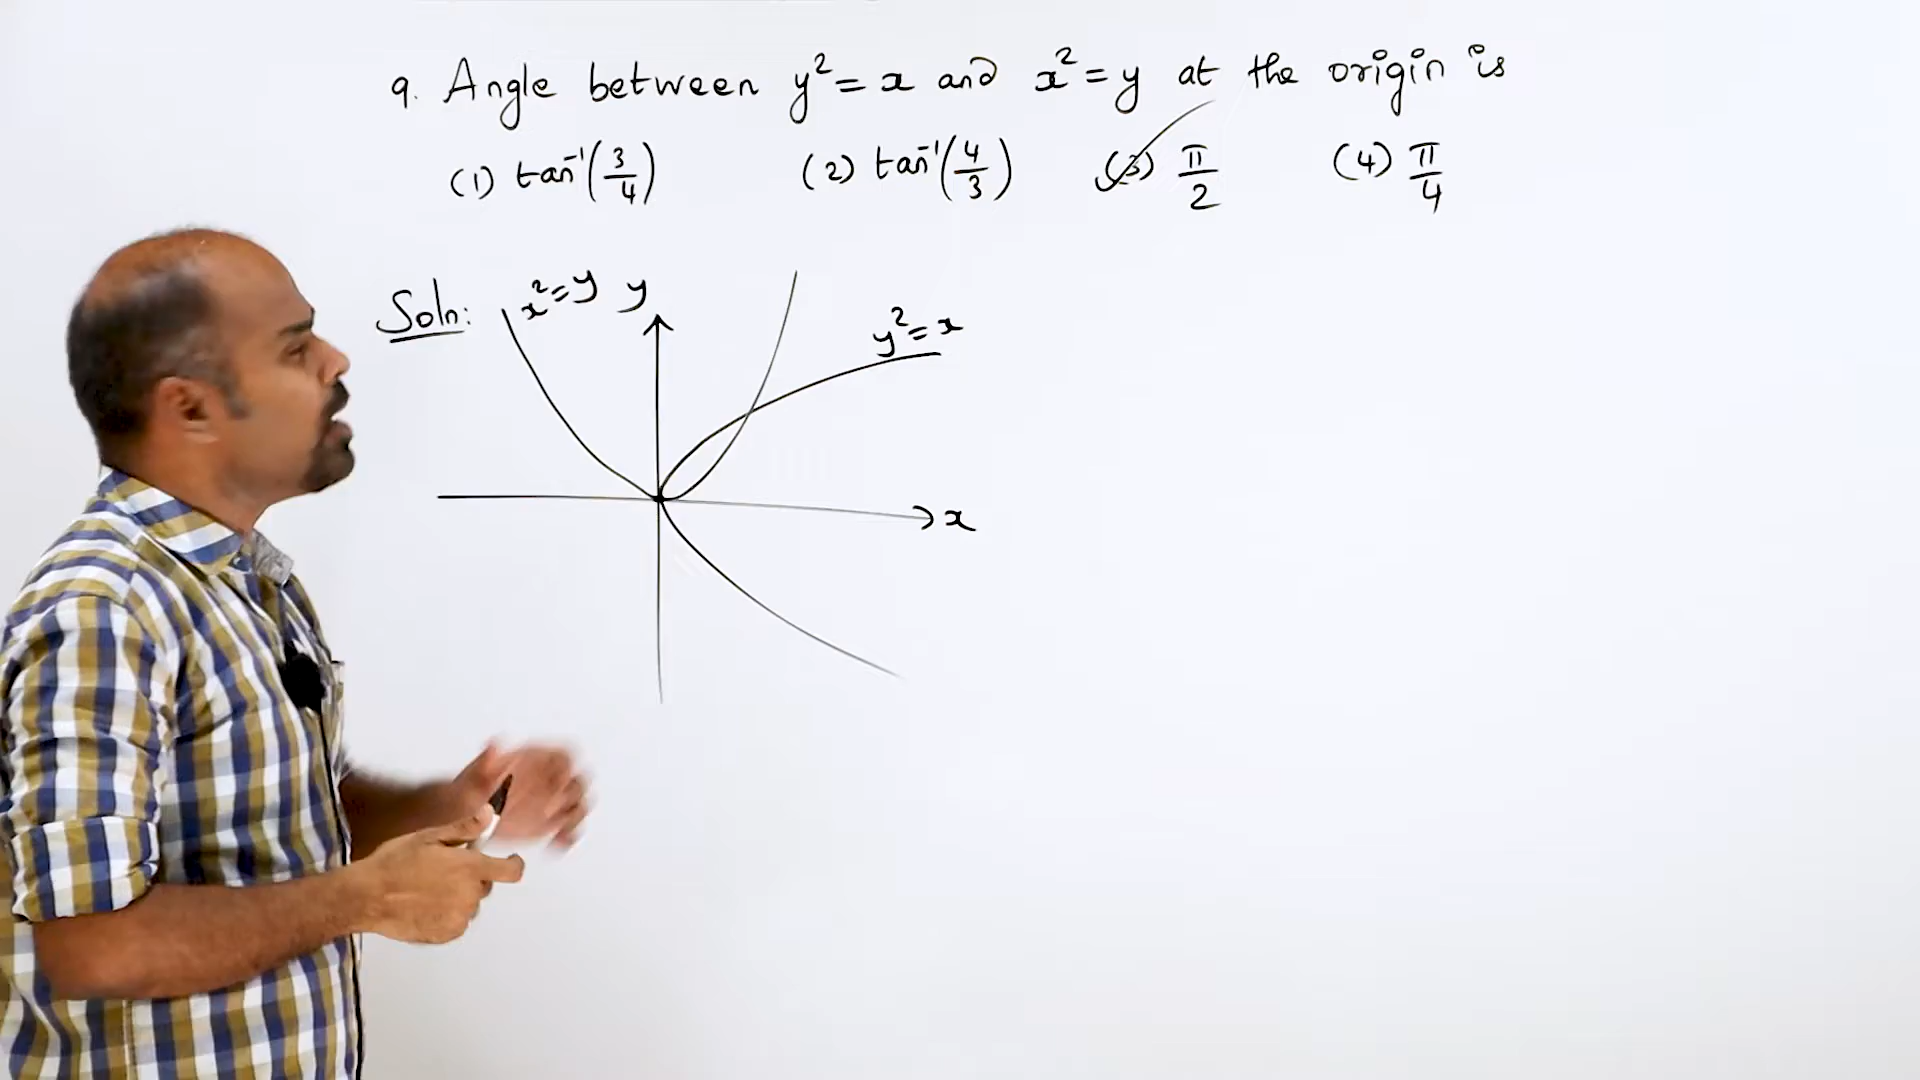 9. Angle between y² = x and x² = y at the origin is
(1) tan⁻¹(3/4) (2) tan⁻¹(4/3) (3) π/2 (4) π/4
Soln:
x² = y
y
y² = x
x